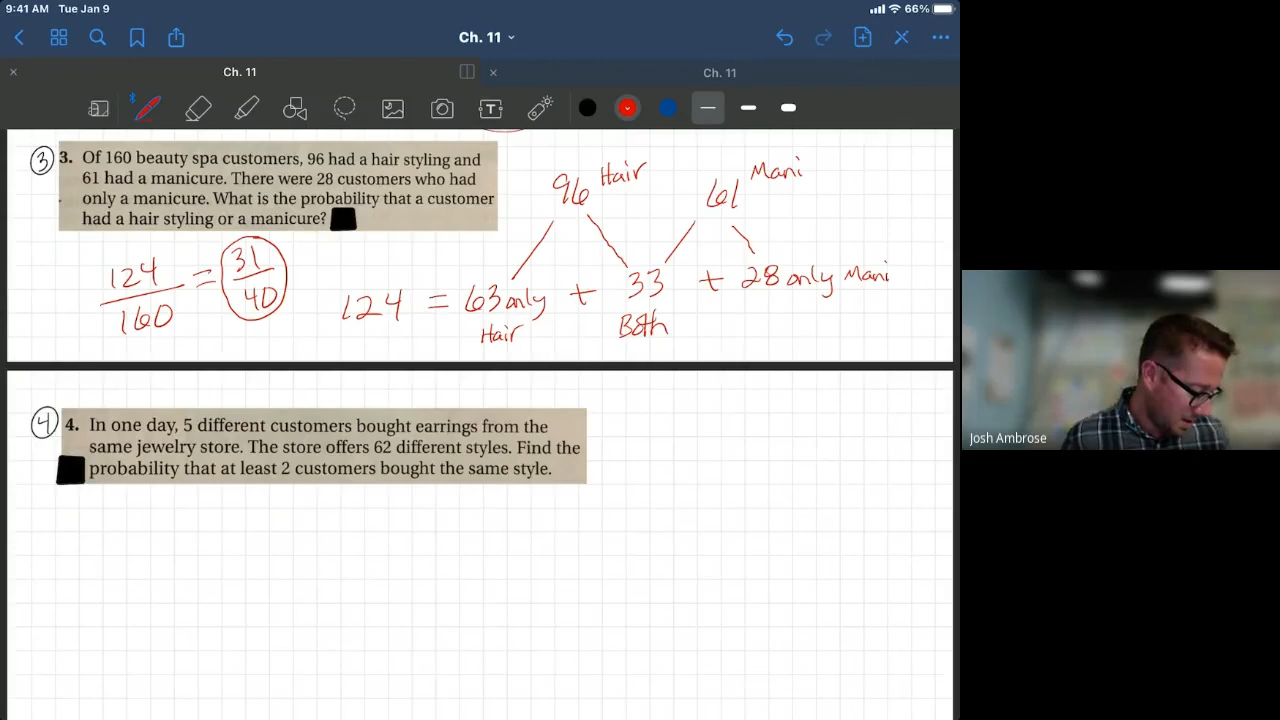 9:41 AM Tue Jan 9
66%
Ch. 11
Ch. 11
Ch. 11
T
3 3. Of 160 beauty spa customers, 96 had a hair styling and
61 had a manicure. There were 28 customers who had
only a manicure. What is the probability that a customer
had a hair styling or a manicure?
96 Hair 61 Mani
124/160 = 31/40
124 = 63 only + 33 + 28 only Mani
Hair Both
4 4. In one day, 5 different customers bought earrings from the
same jewelry store. The store offers 62 different styles. Find the
probability that at least 2 customers bought the same style.
Josh Ambrose